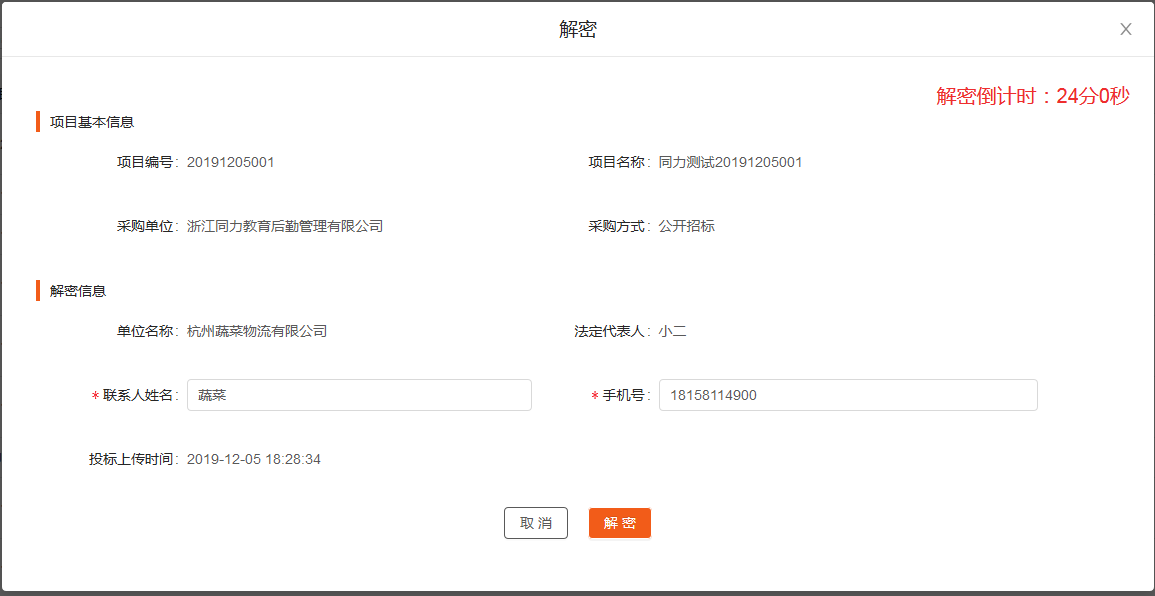 解密
解密倒计时：24分0秒
项目基本信息
项目编号: 20191205001
项目名称: 同力测试20191205001
采购单位: 浙江同力教育后勤管理有限公司
采购方式: 公开招标
解密信息
单位名称: 杭州蔬菜物流有限公司
法定代表人: 小二
* 联系人姓名: 蔬菜
* 手机号: 18158114900
投标上传时间: 2019-12-05 18:28:34
取 消
解 密